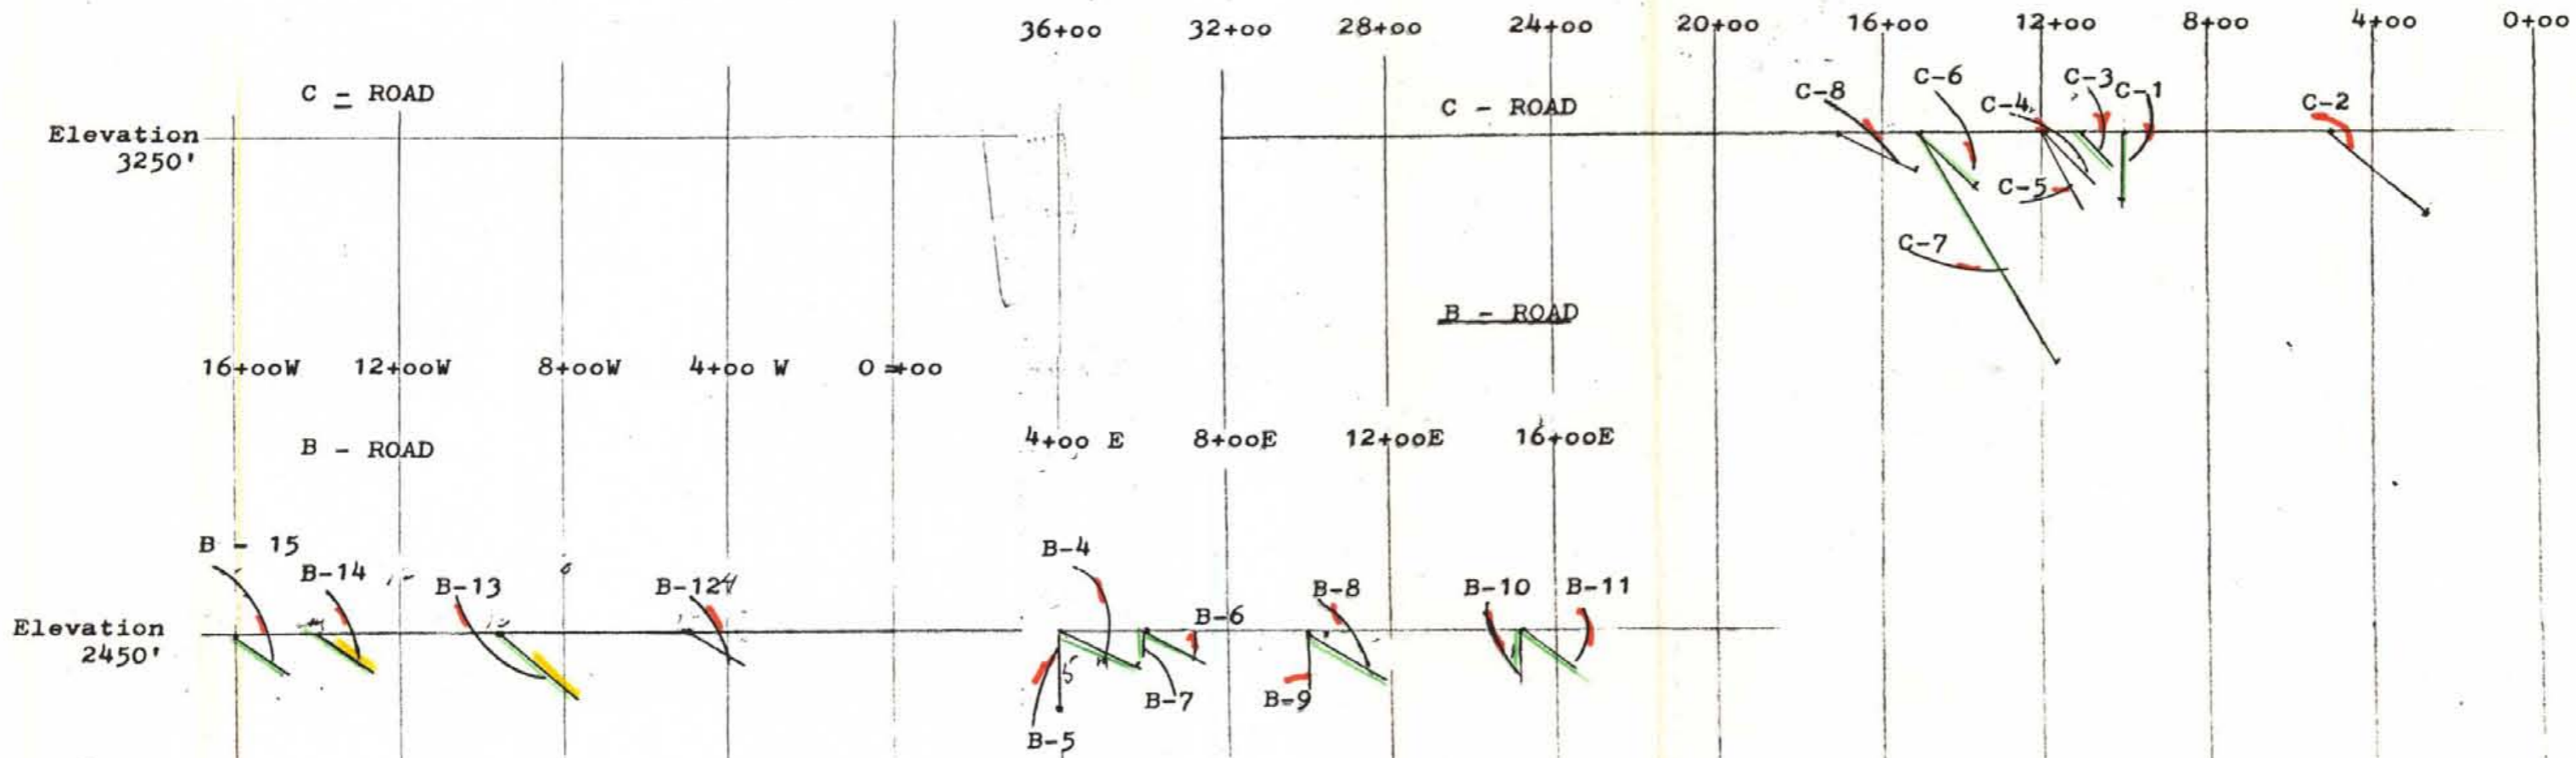 36+00 32+00 28+00 24+00 20+00 16+00 12+00 8+00 4+00 0+00
C - ROAD
C - ROAD
C-8 C-6 C-4 C-3 C-1 C-2
Elevation
3250'
C-5
C-7
B - ROAD
16+00W 12+00W 8+00W 4+00 W 0+00
4+00 E 8+00E 12+00E 16+00E
B - ROAD
B - 15 B-14 B-13 B-12 B-4 B-6 B-8 B-10 B-11
Elevation
2450'
5
B-7 B-9
B-5